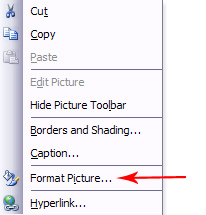 Cut
Copy
Paste
Edit Picture
Hide Picture Toolbar
Borders and Shading...
Caption...
Format Picture...
Hyperlink...